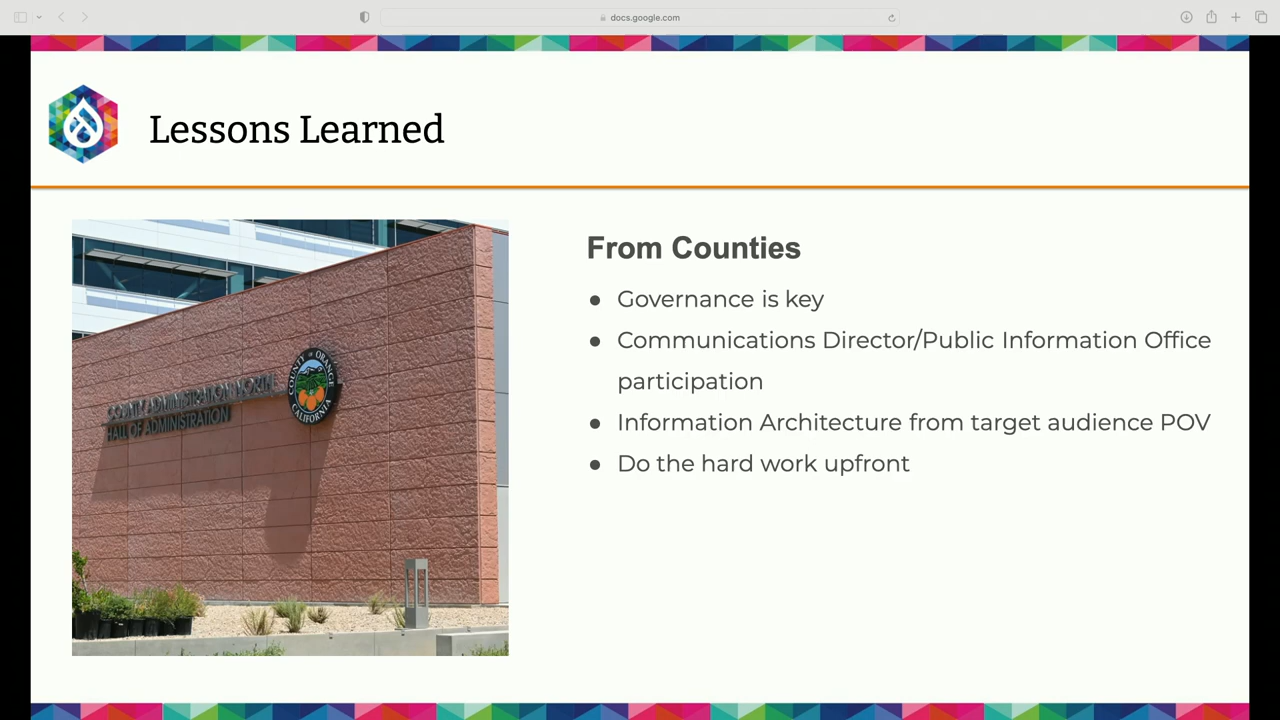 docs.google.com
Lessons Learned
COUNTY ADMINISTRATION NORTH
HALL OF ADMINISTRATION
COUNTY OF ORANGE
CALIFORNIA
From Counties
● Governance is key
● Communications Director/Public Information Office
participation
● Information Architecture from target audience POV
● Do the hard work upfront